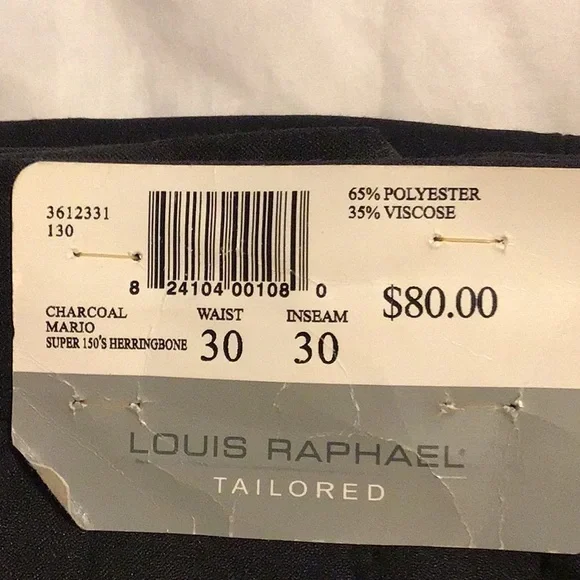 3612331
130
65% POLYESTER
35% VISCOSE
8 24104 00108 0
CHARCOAL
MARIO
SUPER 150'S HERRINGBONE
WAIST
30
INSEAM
30
$80.00
LOUIS RAPHAEL
TAILORED